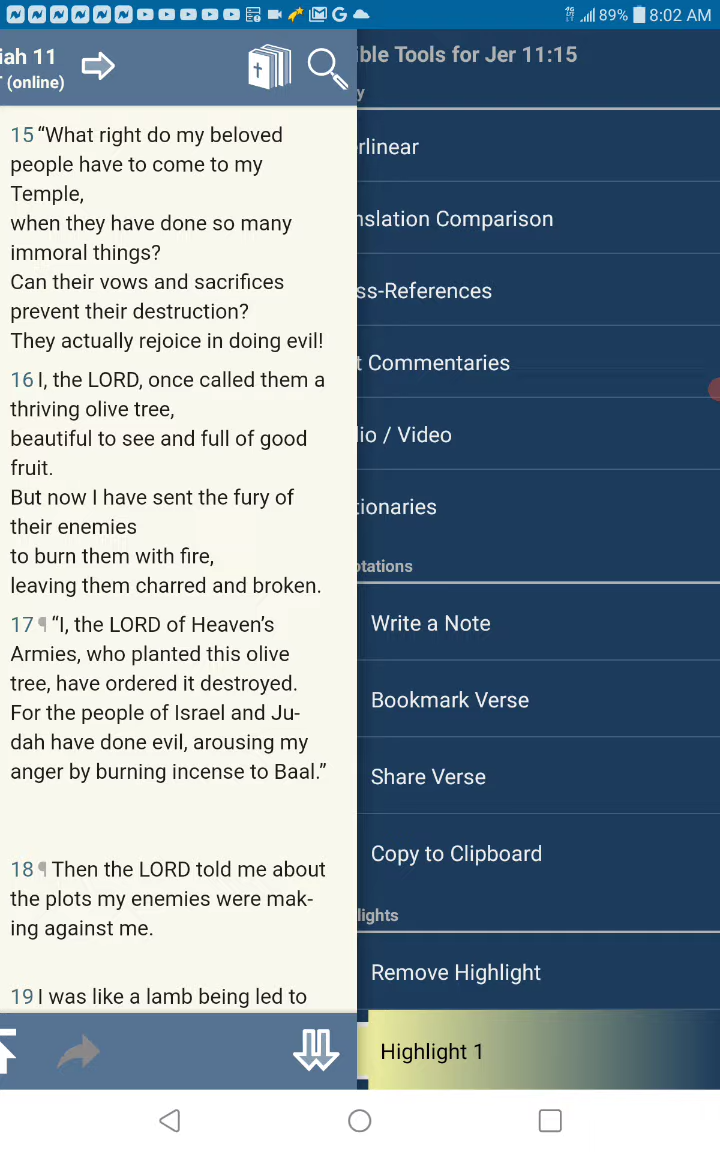 89% 8:02 AM
iah 11
(online)
ble Tools for Jer 11:15
y
15 “What right do my beloved
people have to come to my
Temple,
when they have done so many
immoral things?
Can their vows and sacrifices
prevent their destruction?
They actually rejoice in doing evil!
16 I, the LORD, once called them a
thriving olive tree,
beautiful to see and full of good
fruit.
But now I have sent the fury of
their enemies
to burn them with fire,
leaving them charred and broken.
17 ¶ “I, the LORD of Heaven’s
Armies, who planted this olive
tree, have ordered it destroyed.
For the people of Israel and Ju-
dah have done evil, arousing my
anger by burning incense to Baal.”
18 ¶ Then the LORD told me about
the plots my enemies were mak-
ing against me.
19 I was like a lamb being led to
rlinear
nslation Comparison
ss-References
t Commentaries
io / Video
tionaries
otations
Write a Note
Bookmark Verse
Share Verse
Copy to Clipboard
lights
Remove Highlight
Highlight 1